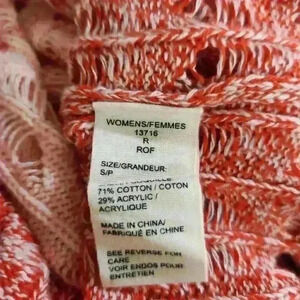 WOMENS/FEMMES
13716
R
ROF
SIZE/GRANDEUR:
S/P
71% COTTON / COTON
29% ACRYLIC /
ACRYLIQUE
MADE IN CHINA/
FABRIQUÉ EN CHINE
SEE REVERSE FOR
CARE
VOIR ENDOS POUR
ENTRETIEN